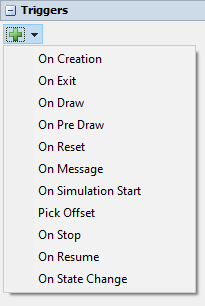 Triggers
On Creation
On Exit
On Draw
On Pre Draw
On Reset
On Message
On Simulation Start
Pick Offset
On Stop
On Resume
On State Change